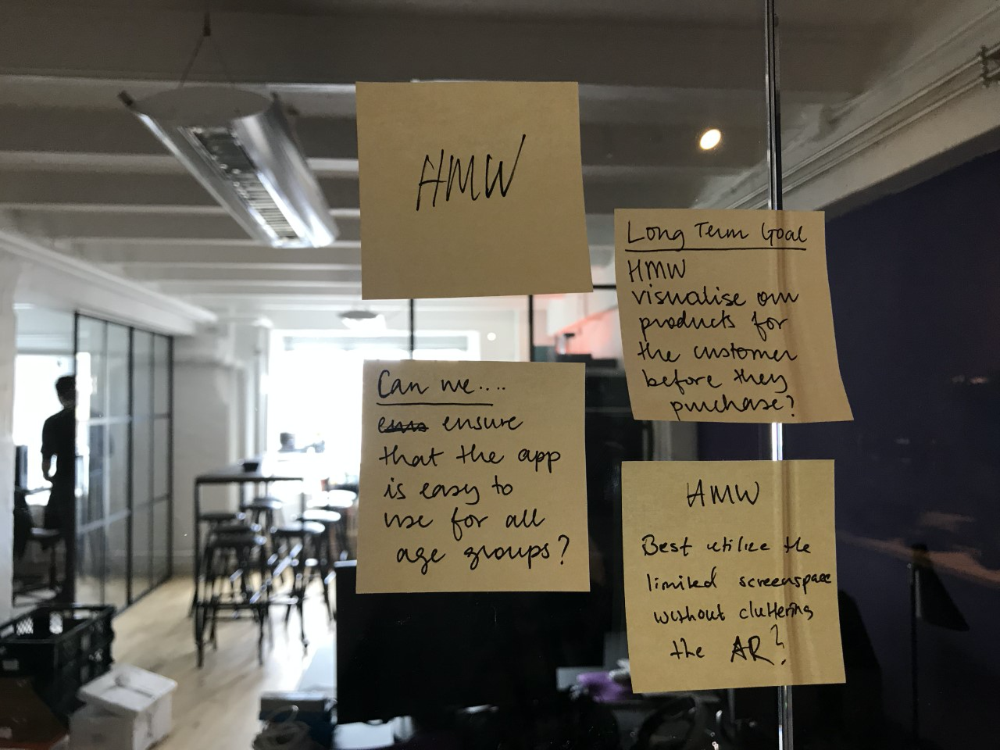 HMW
Long Term Goal
HMW
visualise our
products for
the customer
before they
purchase?
Can we....
ensure
that the app
is easy to
use for all
age groups?
HMW
Best utilize the
limited screenspace
without cluttering
the AR?